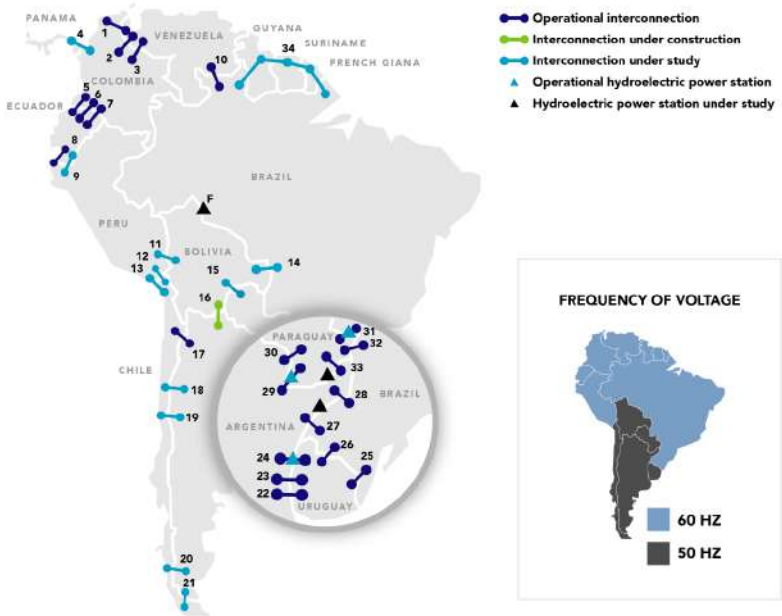 PANAMA
4
1
2
3
VENEZUELA
COLOMBIA
10
GUYANA
34
SURINAME
FRENCH GIANA
ECUADOR
5
6
7
8
9
PERU
F
BRAZIL
11
12
13
BOLIVIA
14
15
16
17
CHILE
18
19
20
21
PARAGUAY
31
32
30
33
29
28
BRAZIL
ARGENTINA
27
26
25
24
23
22
URUGUAY
Operational interconnection
Interconnection under construction
Interconnection under study
Operational hydroelectric power station
Hydroelectric power station under study
FREQUENCY OF VOLTAGE
60 HZ
50 HZ